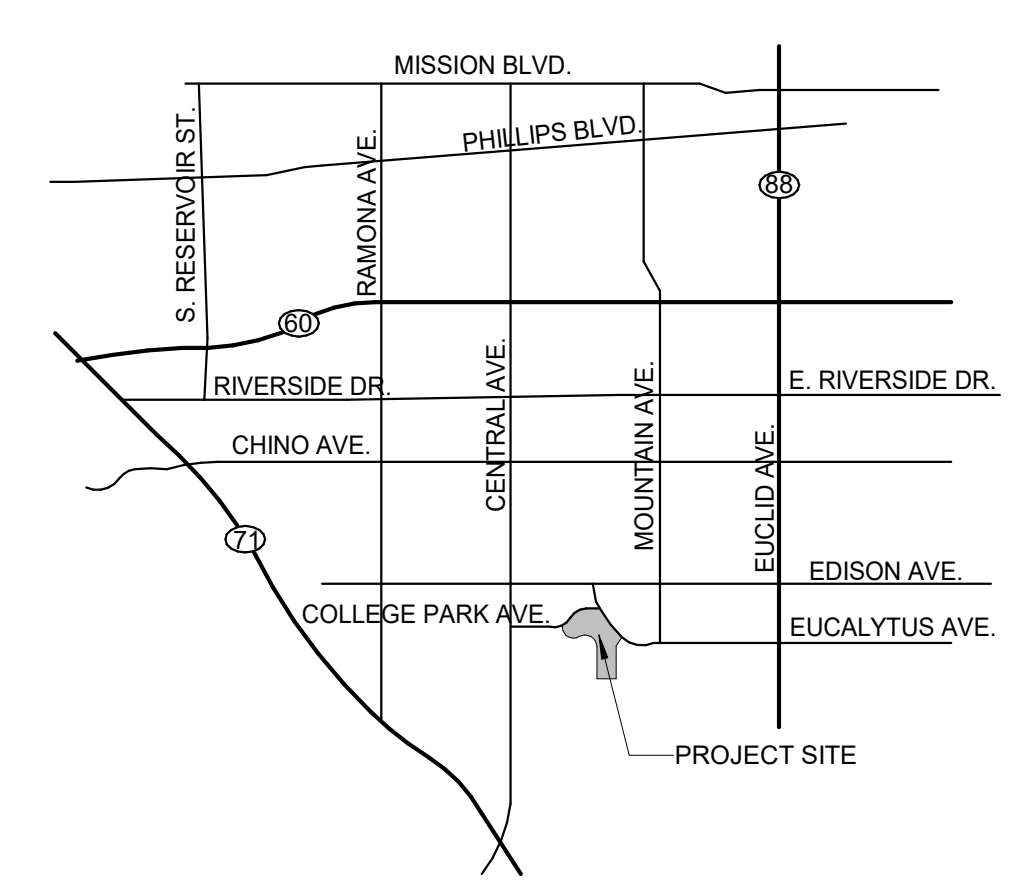 MISSION BLVD.
PHILLIPS BLVD.
S. RESERVOIR ST.
RAMONA AVE.
88
60
CENTRAL AVE.
MOUNTAIN AVE.
RIVERSIDE DR.
E. RIVERSIDE DR.
CHINO AVE.
EUCLID AVE.
71
EDISON AVE.
COLLEGE PARK AVE.
EUCALYTUS AVE.
PROJECT SITE